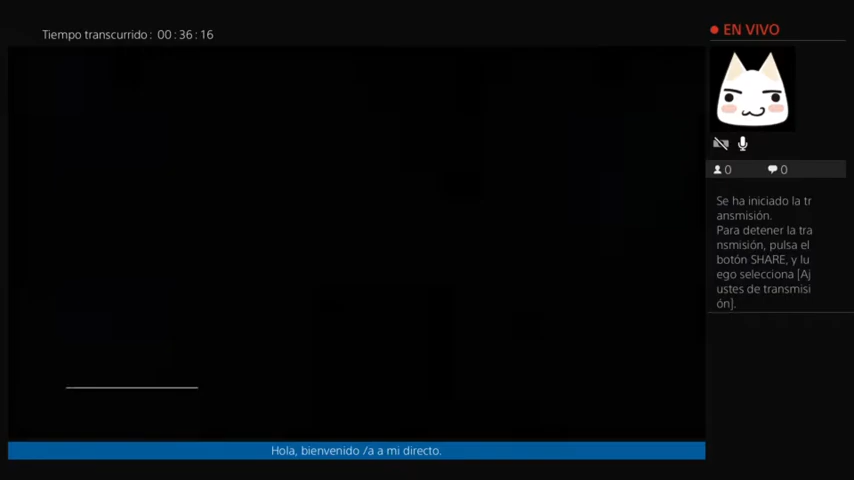 Tiempo transcurrido: 00:36:16
EN VIVO
0 0
Se ha iniciado la tr
ansmisión.
Para detener la tra
nsmisión, pulsa el
botón SHARE, y lu
ego selecciona [Aj
ustes de transmisi
ón].
Hola, bienvenido /a a mi directo.